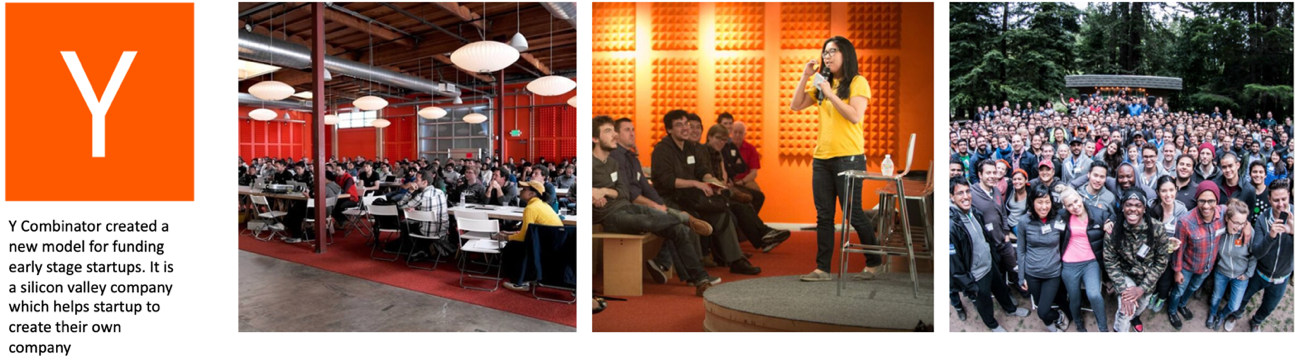 Y
Y Combinator created a
new model for funding
early stage startups. It is
a silicon valley company
which helps startup to
create their own
company